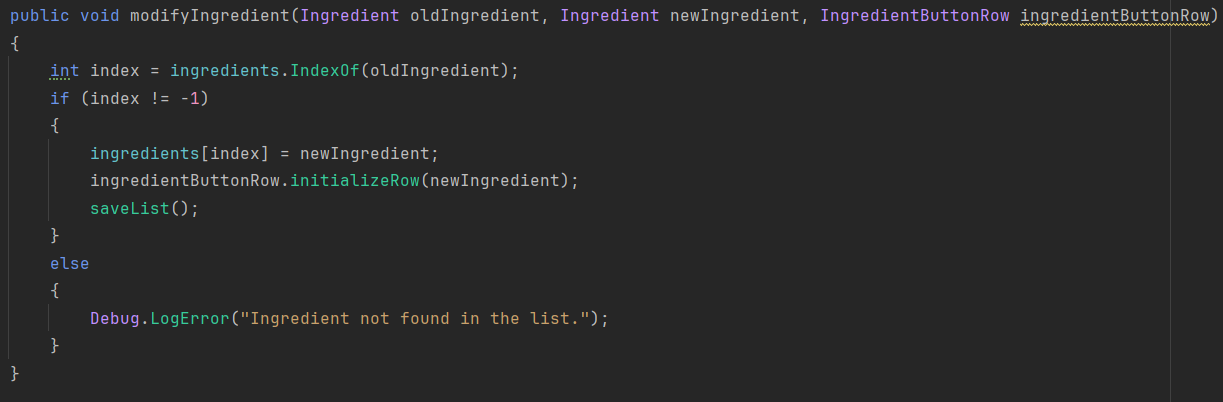 public void modifyIngredient(Ingredient oldIngredient, Ingredient newIngredient, IngredientButtonRow ingredientButtonRow)
{
    int index = ingredients.IndexOf(oldIngredient);
    if (index != -1)
    {
        ingredients[index] = newIngredient;
        ingredientButtonRow.initializeRow(newIngredient);
        saveList();
    }
    else
    {
        Debug.LogError("Ingredient not found in the list.");
    }
}